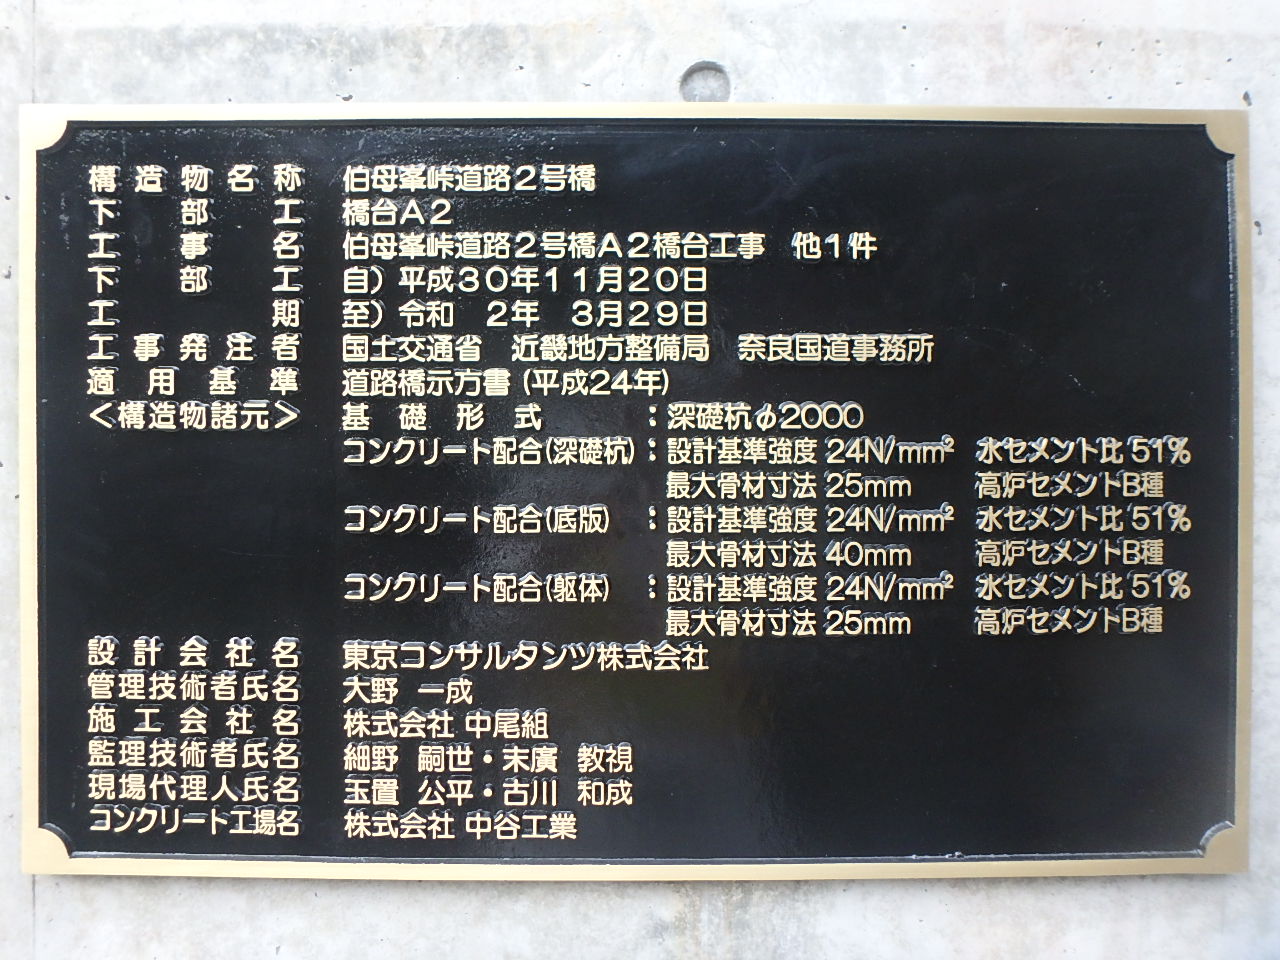 構造物名称 伯母峯峠道路2号橋
下部工 橋台A2
工事名 伯母峯峠道路2号橋A2橋台工事 他1件
下部工 自)平成30年11月20日
工期 至)令和 2年 3月29日
工事発注者 国土交通省 近畿地方整備局 奈良国道事務所
適用基準 道路橋示方書(平成24年)
<構造物諸元> 基礎形式 :深礎杭φ2000
コンクリート配合(深礎杭):設計基準強度 24N/mm² 水セメント比 51%
最大骨材寸法 25mm 高炉セメントB種
コンクリート配合(底版) :設計基準強度 24N/mm² 水セメント比 51%
最大骨材寸法 40mm 高炉セメントB種
コンクリート配合(躯体) :設計基準強度 24N/mm² 水セメント比 51%
最大骨材寸法 25mm 高炉セメントB種
設計会社名 東京コンサルタンツ株式会社
管理技術者氏名 大野 一成
施工会社名 株式会社 中尾組
監理技術者氏名 細野 嗣世・末廣 教視
現場代理人氏名 玉置 公平・古川 和成
コンクリート工場名 株式会社 中谷工業